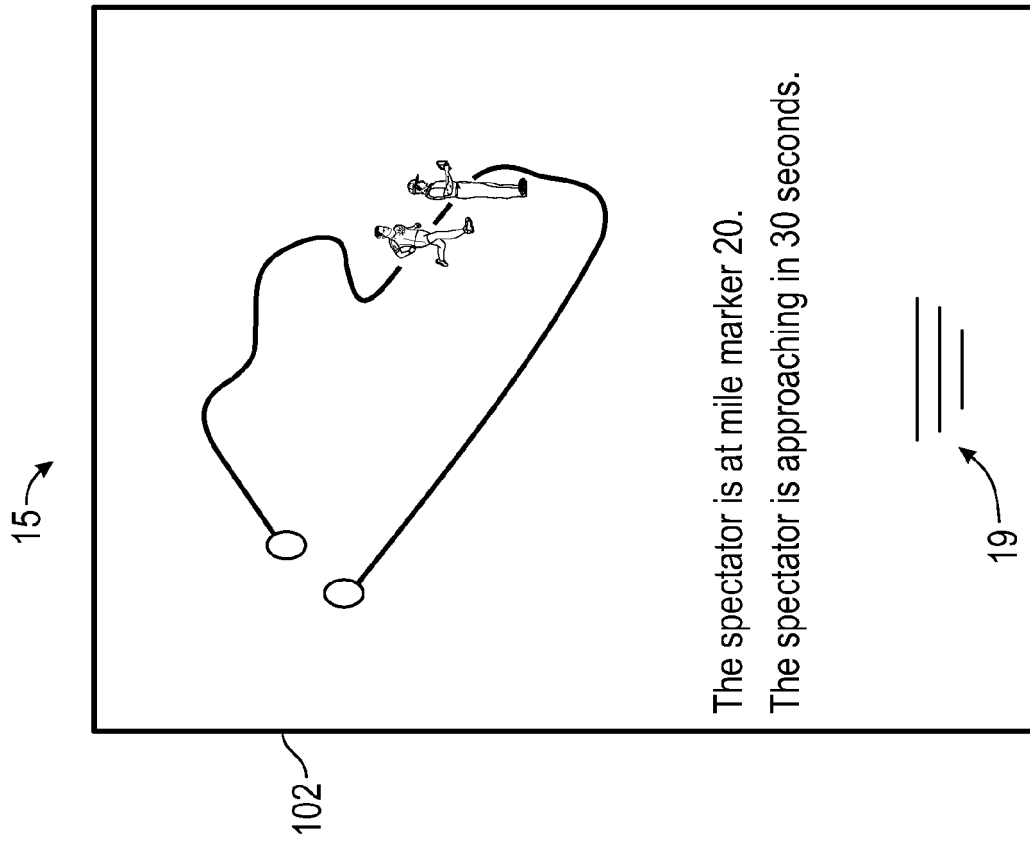 15
102
The spectator is at mile marker 20.
The spectator is approaching in 30 seconds.
19